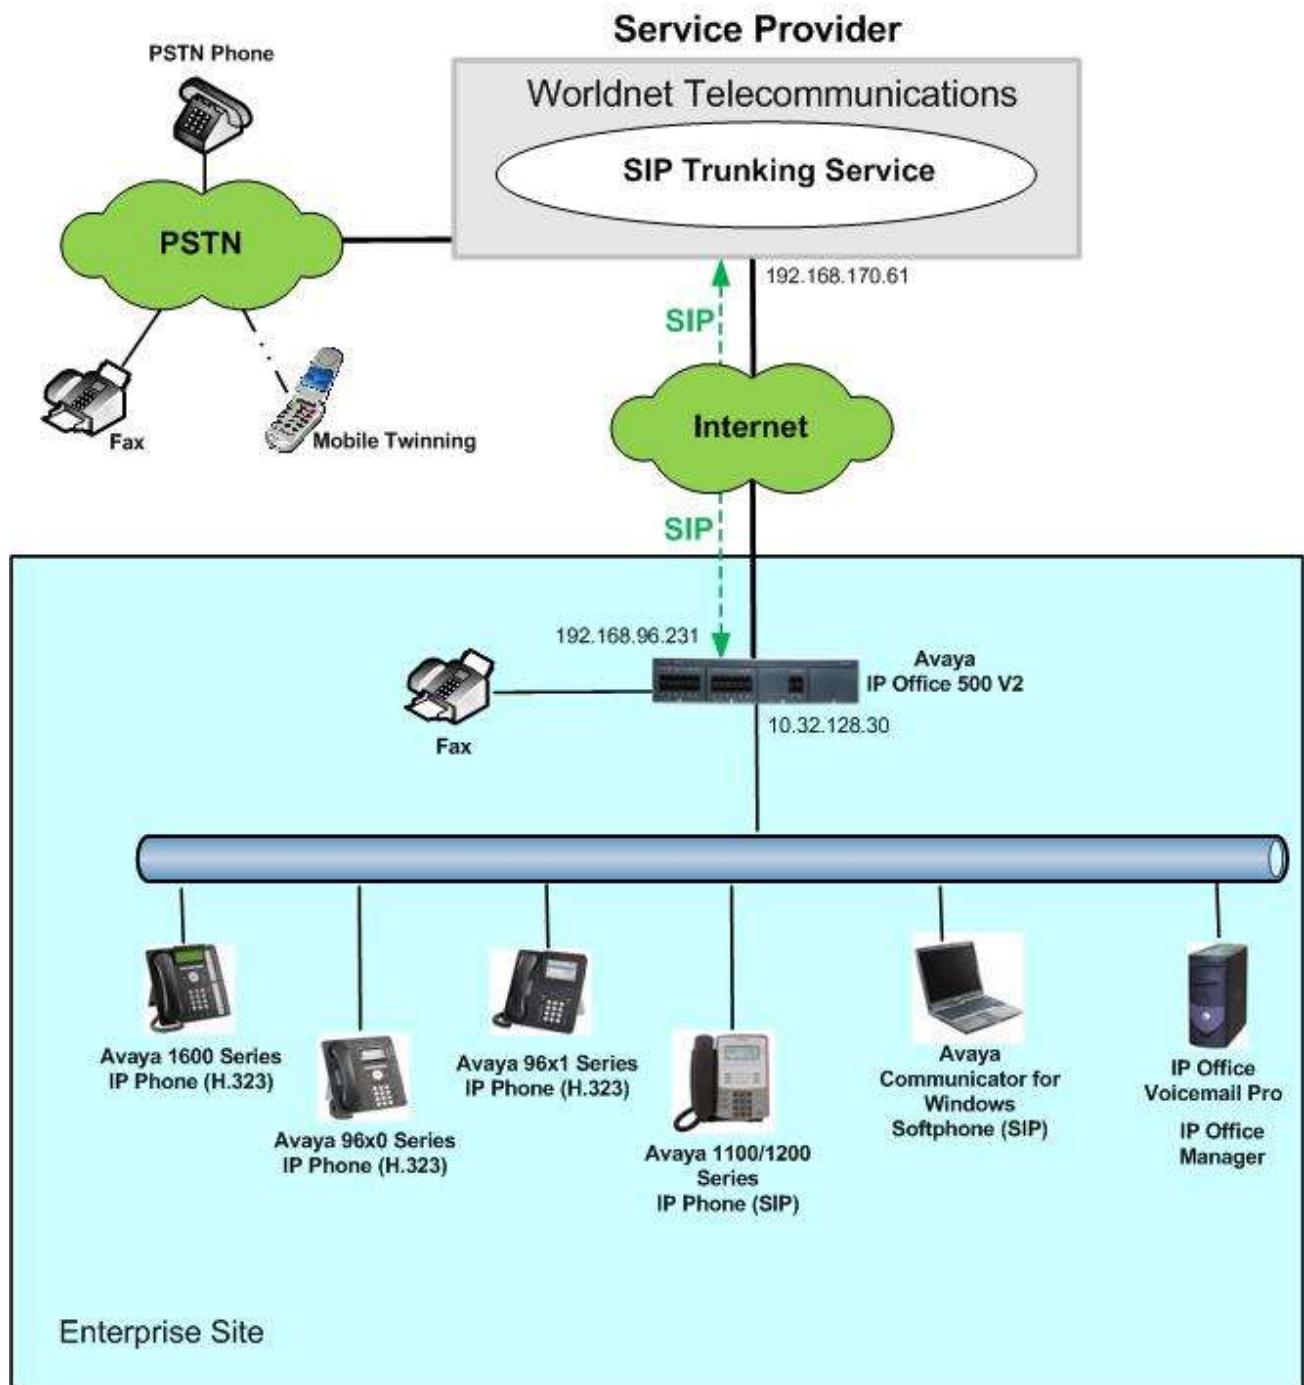 Service Provider
PSTN Phone
Worldnet Telecommunications
SIP Trunking Service
PSTN
192.168.170.61
SIP
Internet
Fax
Mobile Twinning
SIP
192.168.96.231
Avaya
IP Office 500 V2
10.32.128.30
Fax
Avaya 1600 Series
IP Phone (H.323)
Avaya 96x0 Series
IP Phone (H.323)
Avaya 96x1 Series
IP Phone (H.323)
Avaya 1100/1200
Series
IP Phone (SIP)
Avaya
Communicator for
Windows
Softphone (SIP)
IP Office
Voicemail Pro
IP Office
Manager
Enterprise Site